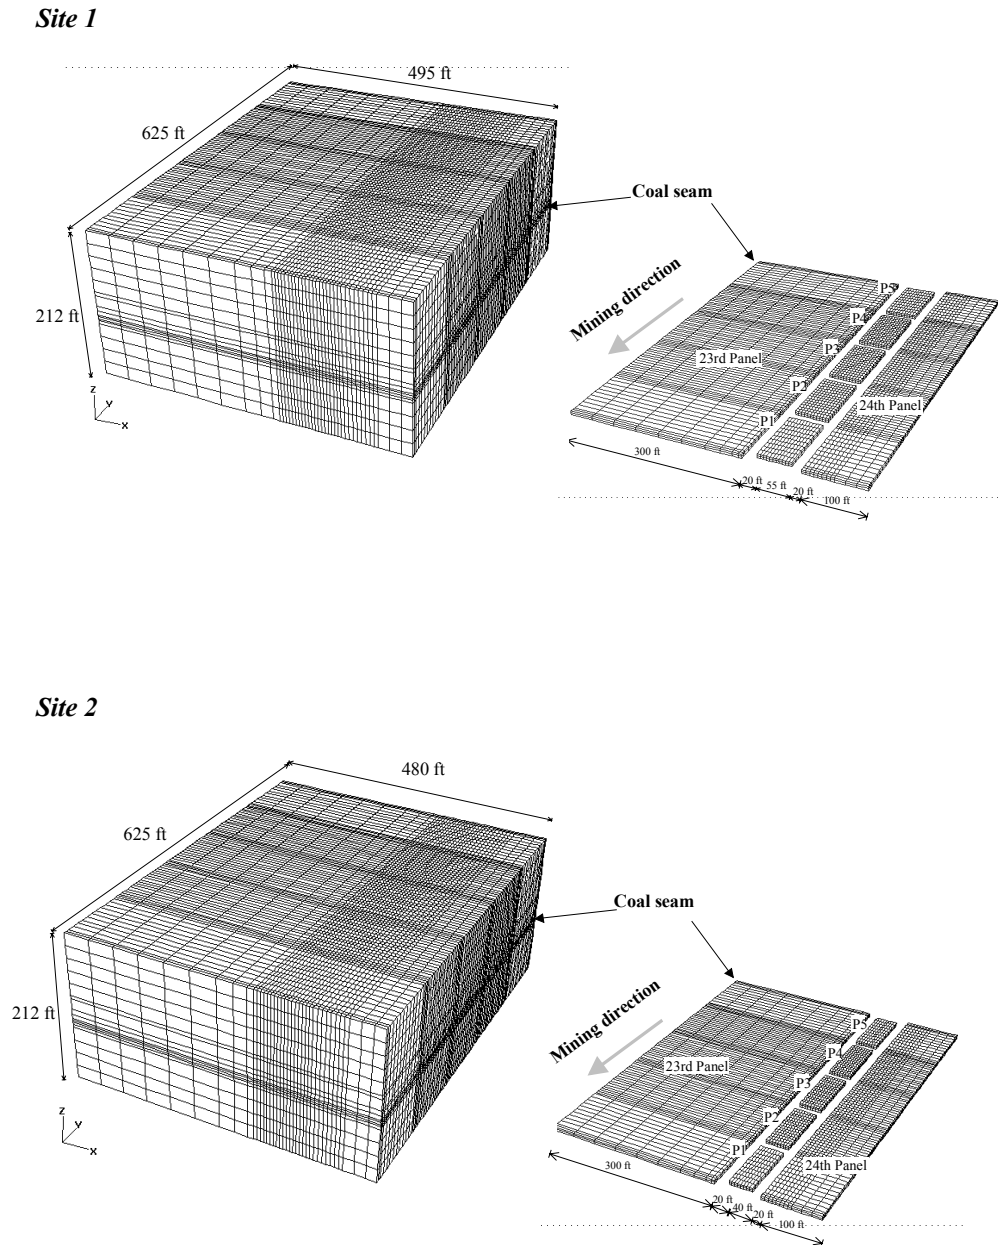 Site 1
495 ft
625 ft
Coal seam
212 ft
Mining direction
P5
P4
P3
23rd Panel
P2
24th Panel
P1
z
y
x
300 ft
20 ft
55 ft
20 ft
100 ft
Site 2
480 ft
625 ft
Coal seam
212 ft
Mining direction
P5
P4
23rd Panel
P3
P2
P1
24th Panel
z
y
x
300 ft
20 ft
40 ft
20 ft
100 ft